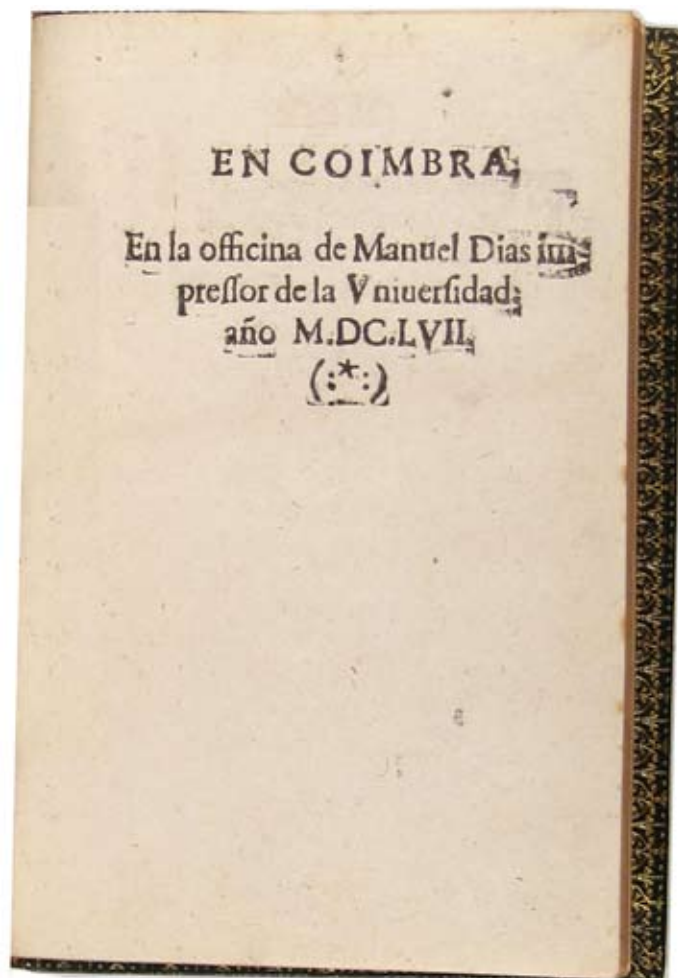 EN COIMBRA,
En la officina de Manuel Dias im-
preſſor de la Vniuerſidad,
año M.DC.LVII.
(:*:)